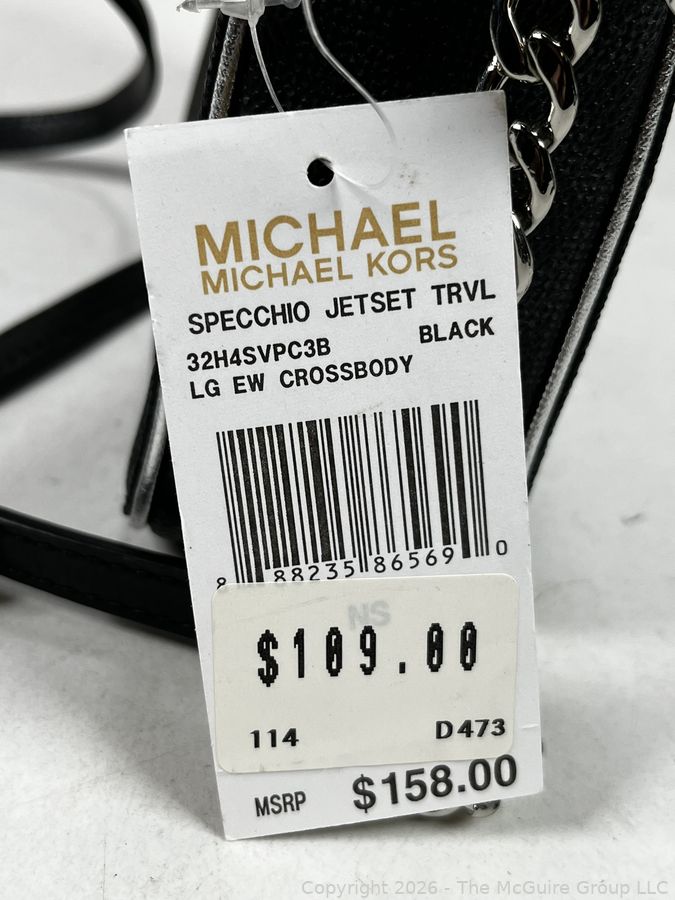 MICHAEL
MICHAEL KORS
SPECCHIO JETSET TRVL
32H4SVPC3B BLACK
LG EW CROSSBODY
8 88235 86569 0
NS
$109.00
114 D473
MSRP $158.00
Copyright 2026 - The McGuire Group LLC